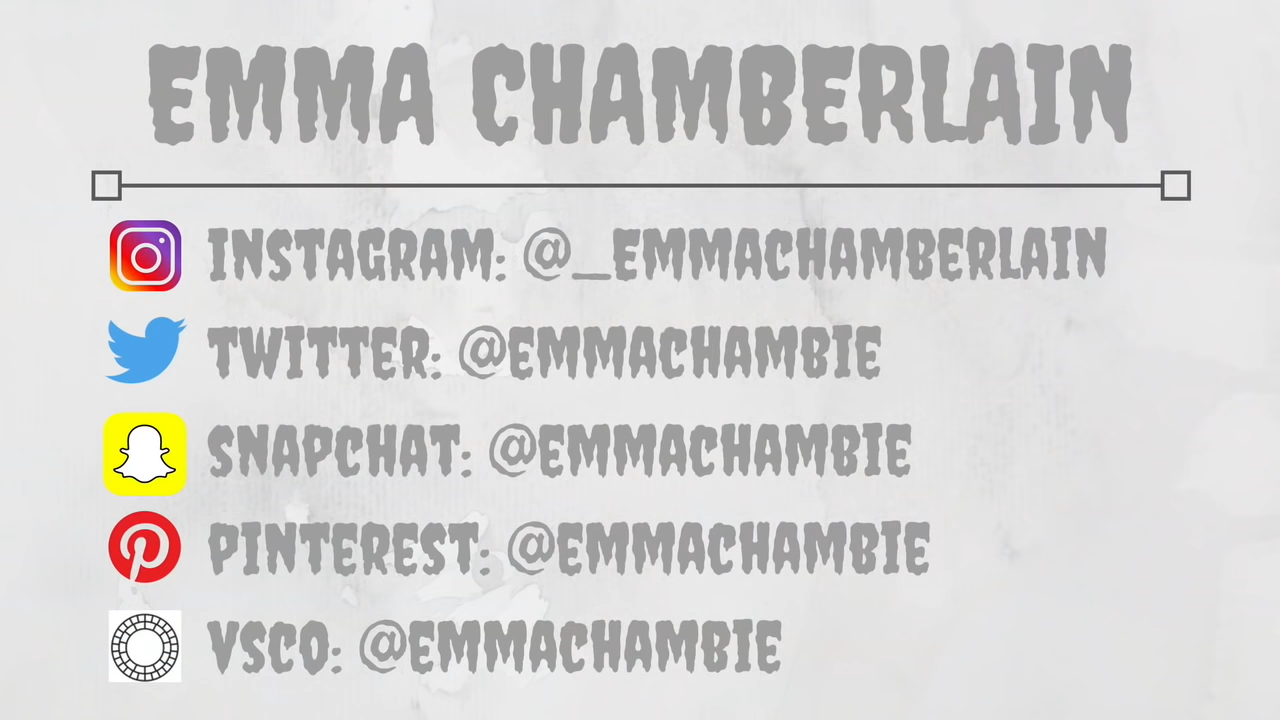 EMMA CHAMBERLAIN
INSTAGRAM: @_EMMACHAMBERLAIN
TWITTER: @EMMACHAMBIE
SNAPCHAT: @EMMACHAMBIE
PINTEREST: @EMMACHAMBIE
VSCO: @EMMACHAMBIE